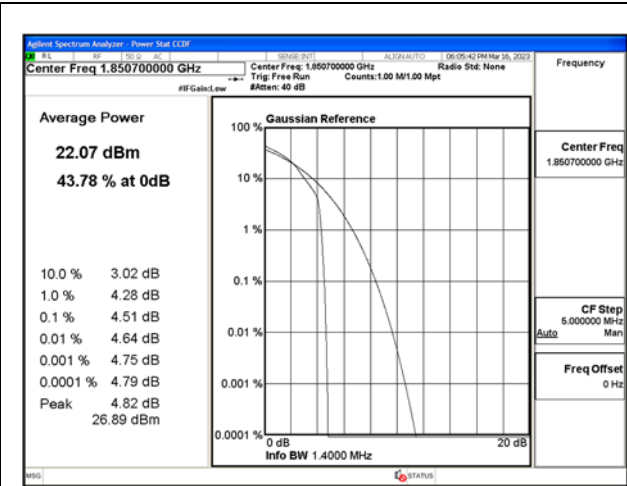 Agilent Spectrum Analyzer - Power Stat CCDF
RL RF 50 Ω AC SENSE:INT ALIGNAUTO 06:05:42 PM Mar 16, 2023
Center Freq 1.850700000 GHz
Center Freq: 1.850700000 GHz Radio Std: None
Trig: Free Run Counts:1.00 M/1.00 Mpt
#IFGain:Low #Atten: 40 dB
Frequency
Average Power
22.07 dBm
43.78 % at 0dB
10.0 % 3.02 dB
1.0 % 4.28 dB
0.1 % 4.51 dB
0.01 % 4.64 dB
0.001 % 4.75 dB
0.0001 % 4.79 dB
Peak 4.82 dB
26.89 dBm
Gaussian Reference
100 %
10 %
1 %
0.1 %
0.01 %
0.001 %
0.0001 %
0 dB 20 dB
Info BW 1.4000 MHz
Center Freq
1.850700000 GHz
CF Step
5.000000 MHz
Auto Man
Freq Offset
0 Hz
MSG STATUS